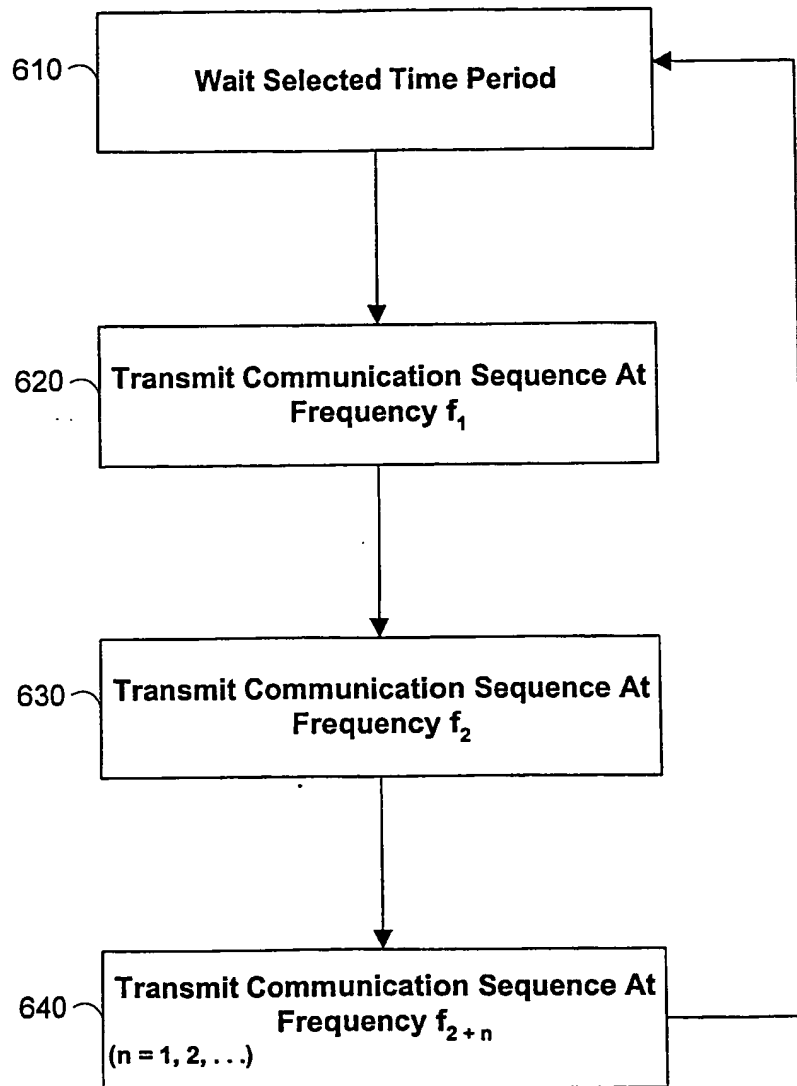 610
Wait Selected Time Period
620
Transmit Communication Sequence At
Frequency f₁
630
Transmit Communication Sequence At
Frequency f₂
640
Transmit Communication Sequence At
Frequency f₂₊ₙ
(n = 1, 2, . . .)